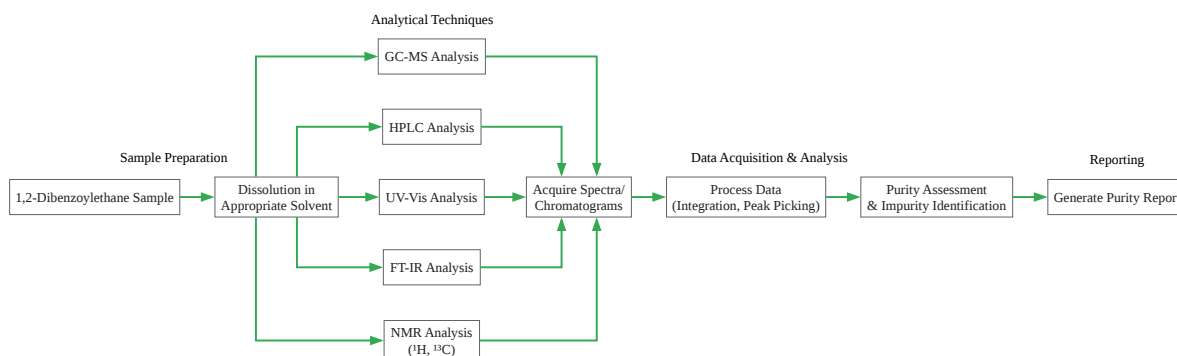 Analytical Techniques
GC-MS Analysis
HPLC Analysis
Sample Preparation
Data Acquisition & Analysis
Reporting
1,2-Dibenzoylethane Sample
Dissolution in
Appropriate Solvent
UV-Vis Analysis
Acquire Spectra/
Chromatograms
Process Data
(Integration, Peak Picking)
Purity Assessment
& Impurity Identification
Generate Purity Report
FT-IR Analysis
NMR Analysis
(¹H, ¹³C)